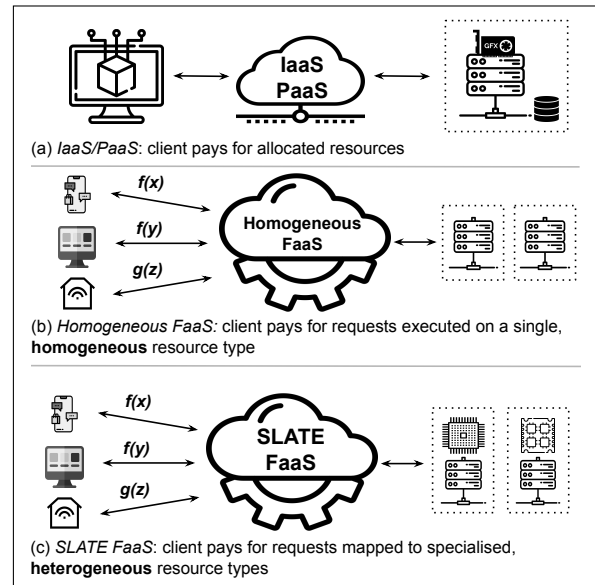 IaaS
PaaS
GFX
(a) IaaS/PaaS: client pays for allocated resources
f(x)
f(y)
g(z)
Homogeneous
FaaS
(b) Homogeneous FaaS: client pays for requests executed on a single,
homogeneous resource type
f(x)
f(y)
g(z)
SLATE
FaaS
(c) SLATE FaaS: client pays for requests mapped to specialised,
heterogeneous resource types